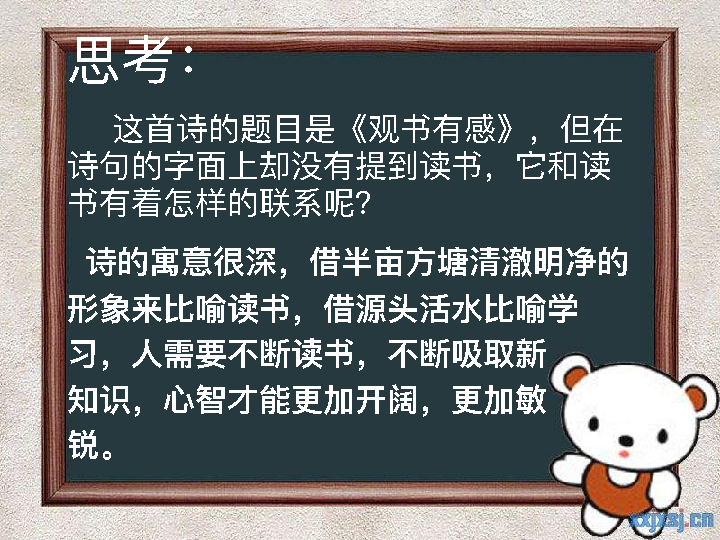 思考：
这首诗的题目是《观书有感》，但在
诗句的字面上却没有提到读书，它和读
书有着怎样的联系呢？
诗的寓意很深，借半亩方塘清澈明净的
形象来比喻读书，借源头活水比喻学
习，人需要不断读书，不断吸取新
知识，心智才能更加开阔，更加敏
锐。
xxjxsj.cn